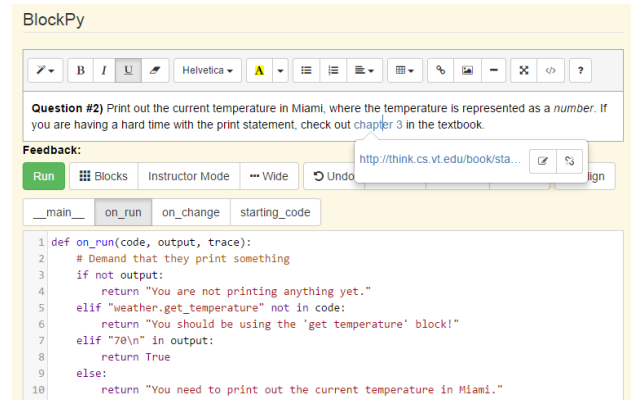 BlockPy
B I U Helvetica A </> ?
Question #2) Print out the current temperature in Miami, where the temperature is represented as a number. If
you are having a hard time with the print statement, check out chapter 3 in the textbook.
Feedback:
http://think.cs.vt.edu/book/sta...
Run Blocks Instructor Mode Wide Undo lign
__main__ on_run on_change starting_code
1 def on_run(code, output, trace):
2 # Demand that they print something
3 if not output:
4 return "You are not printing anything yet."
5 elif "weather.get_temperature" not in code:
6 return "You should be using the 'get temperature' block!"
7 elif "70\n" in output:
8 return True
9 else:
10 return "You need to print out the current temperature in Miami."